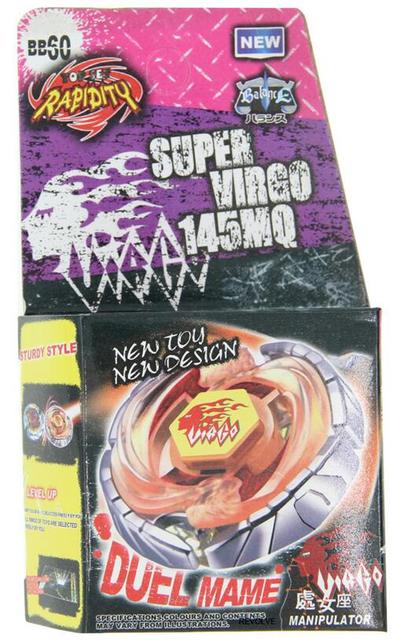 BB60
NEW
RAPIDITY
BalancE
バランス
SUPER
VIRGO
145MQ
STURDY STYLE
NEW TOY
NEW DESIGN
VIRGO
LEVEL UP
DUEL MAME
VIRGO
處女座
SPECIFICATIONS,COLOURS AND CONTENTS
MAY VARY FROM ILLUSTRATIONS.
REVOLVE
MANIPULATOR